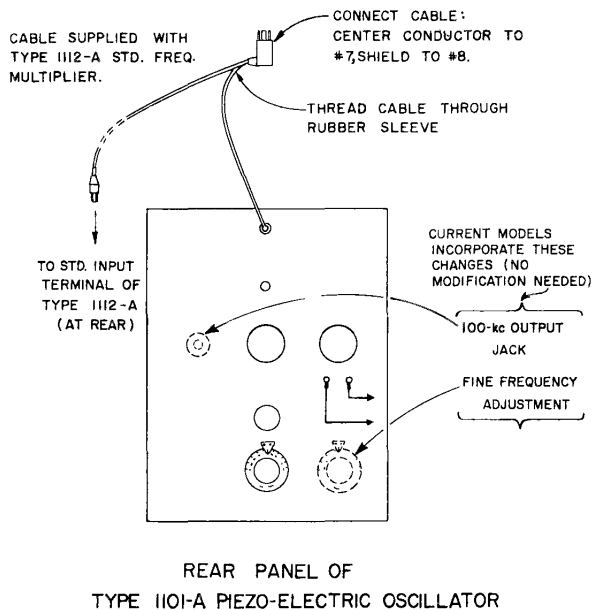 CABLE SUPPLIED WITH
TYPE 1112-A STD. FREQ.
MULTIPLIER.
CONNECT CABLE:
CENTER CONDUCTOR TO
#7, SHIELD TO #8.
THREAD CABLE THROUGH
RUBBER SLEEVE
TO STD. INPUT
TERMINAL OF
TYPE 1112-A
(AT REAR)
CURRENT MODELS
INCORPORATE THESE
CHANGES (NO
MODIFICATION NEEDED)
100-kc OUTPUT
JACK
FINE FREQUENCY
ADJUSTMENT
REAR PANEL OF
TYPE 1101-A PIEZO-ELECTRIC OSCILLATOR